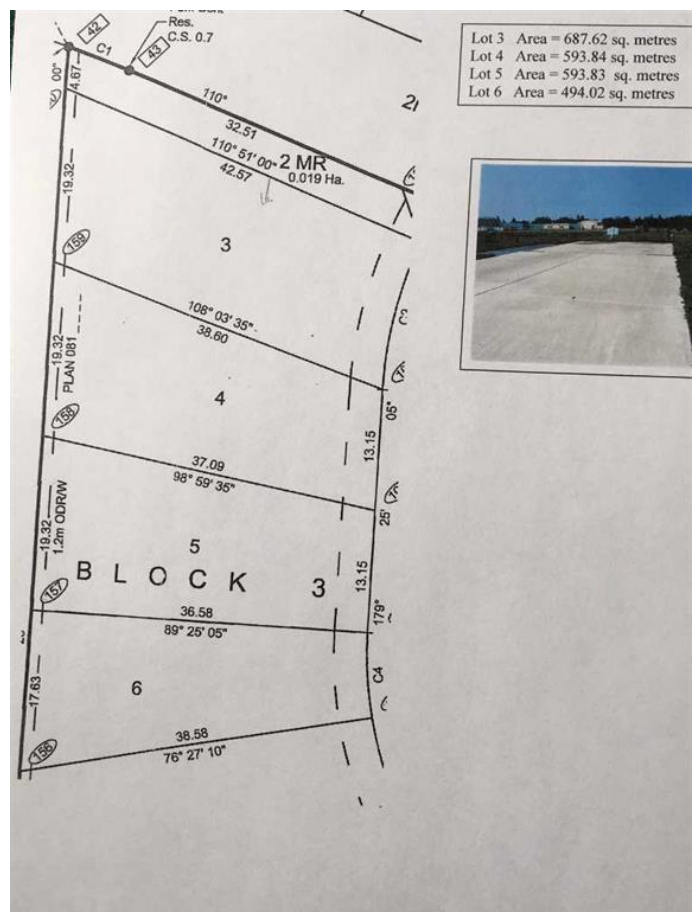 Res.
C.S. 0.7
42
C1
43
00"
4.67
110°
32.51
110° 51' 00"
42.57
2 MR
0.019 Ha.
Lot 3 Area = 687.62 sq. metres
Lot 4 Area = 593.84 sq. metres
Lot 5 Area = 593.83 sq. metres
Lot 6 Area = 494.02 sq. metres
19.32
159
3
108° 03' 35"
38.60
C2
19.32
PLAN 081
4
05"
13.15
158
37.09
98° 59' 35"
25'
19.32
1.2m ODR/W
5
BLOCK 3
13.15
157
36.58
89° 25' 05"
179°
17.63
6
C4
38.58
76° 27' 10"
156